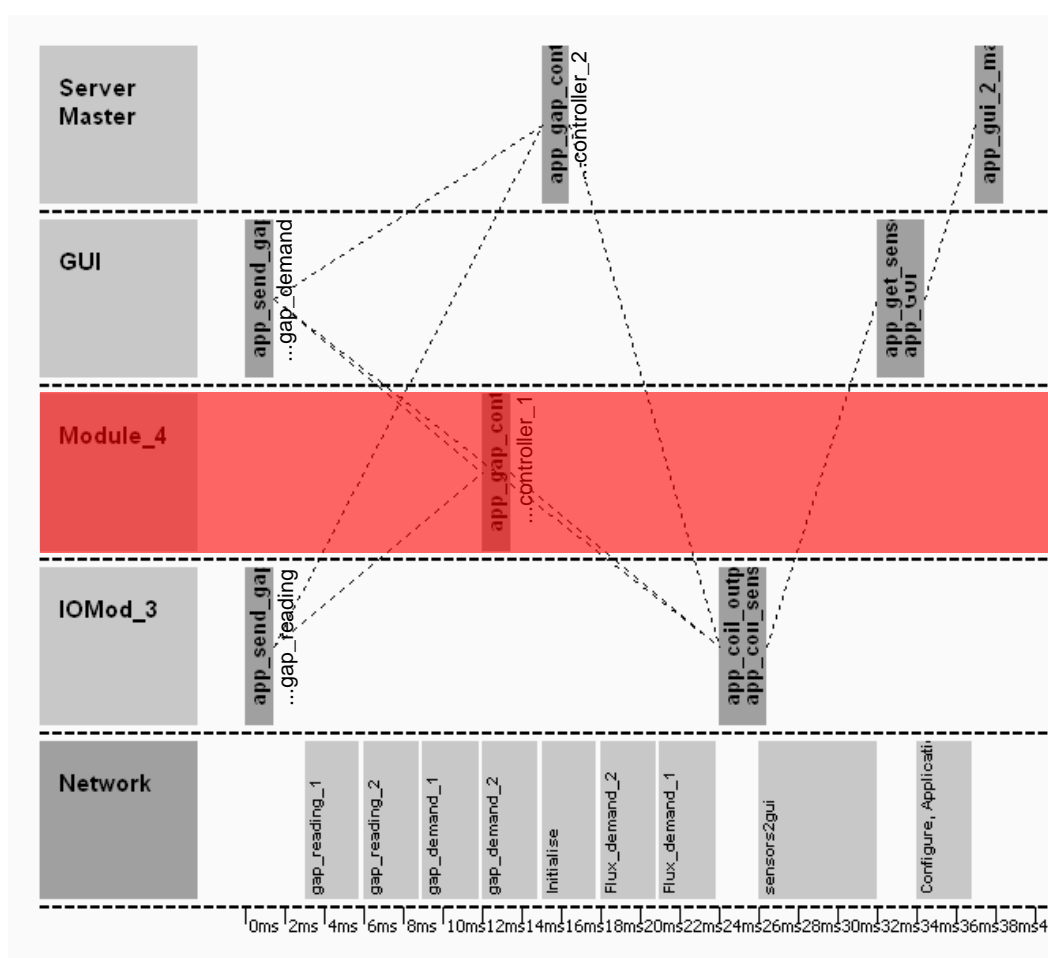 Server
Master
app_gap_cont
...controller_2
app_gui_2_ma
GUI
app_send_gap
...gap_demand
app_get_sens
app_GUI
Module_4
app_gap_cont
...controller_1
IOMod_3
app_send_gap
...gap_reading
app_coil_outp
app_coil_sens
Network
gap_reading_1
gap_reading_2
gap_demand_1
gap_demand_2
Initialise
Flux_demand_2
Flux_demand_1
sensors2gui
Configure, Applicati
0ms 2ms 4ms 6ms 8ms 10ms 12ms 14ms 16ms 18ms 20ms 22ms 24ms 26ms 28ms 30ms 32ms 34ms 36ms 38ms 4